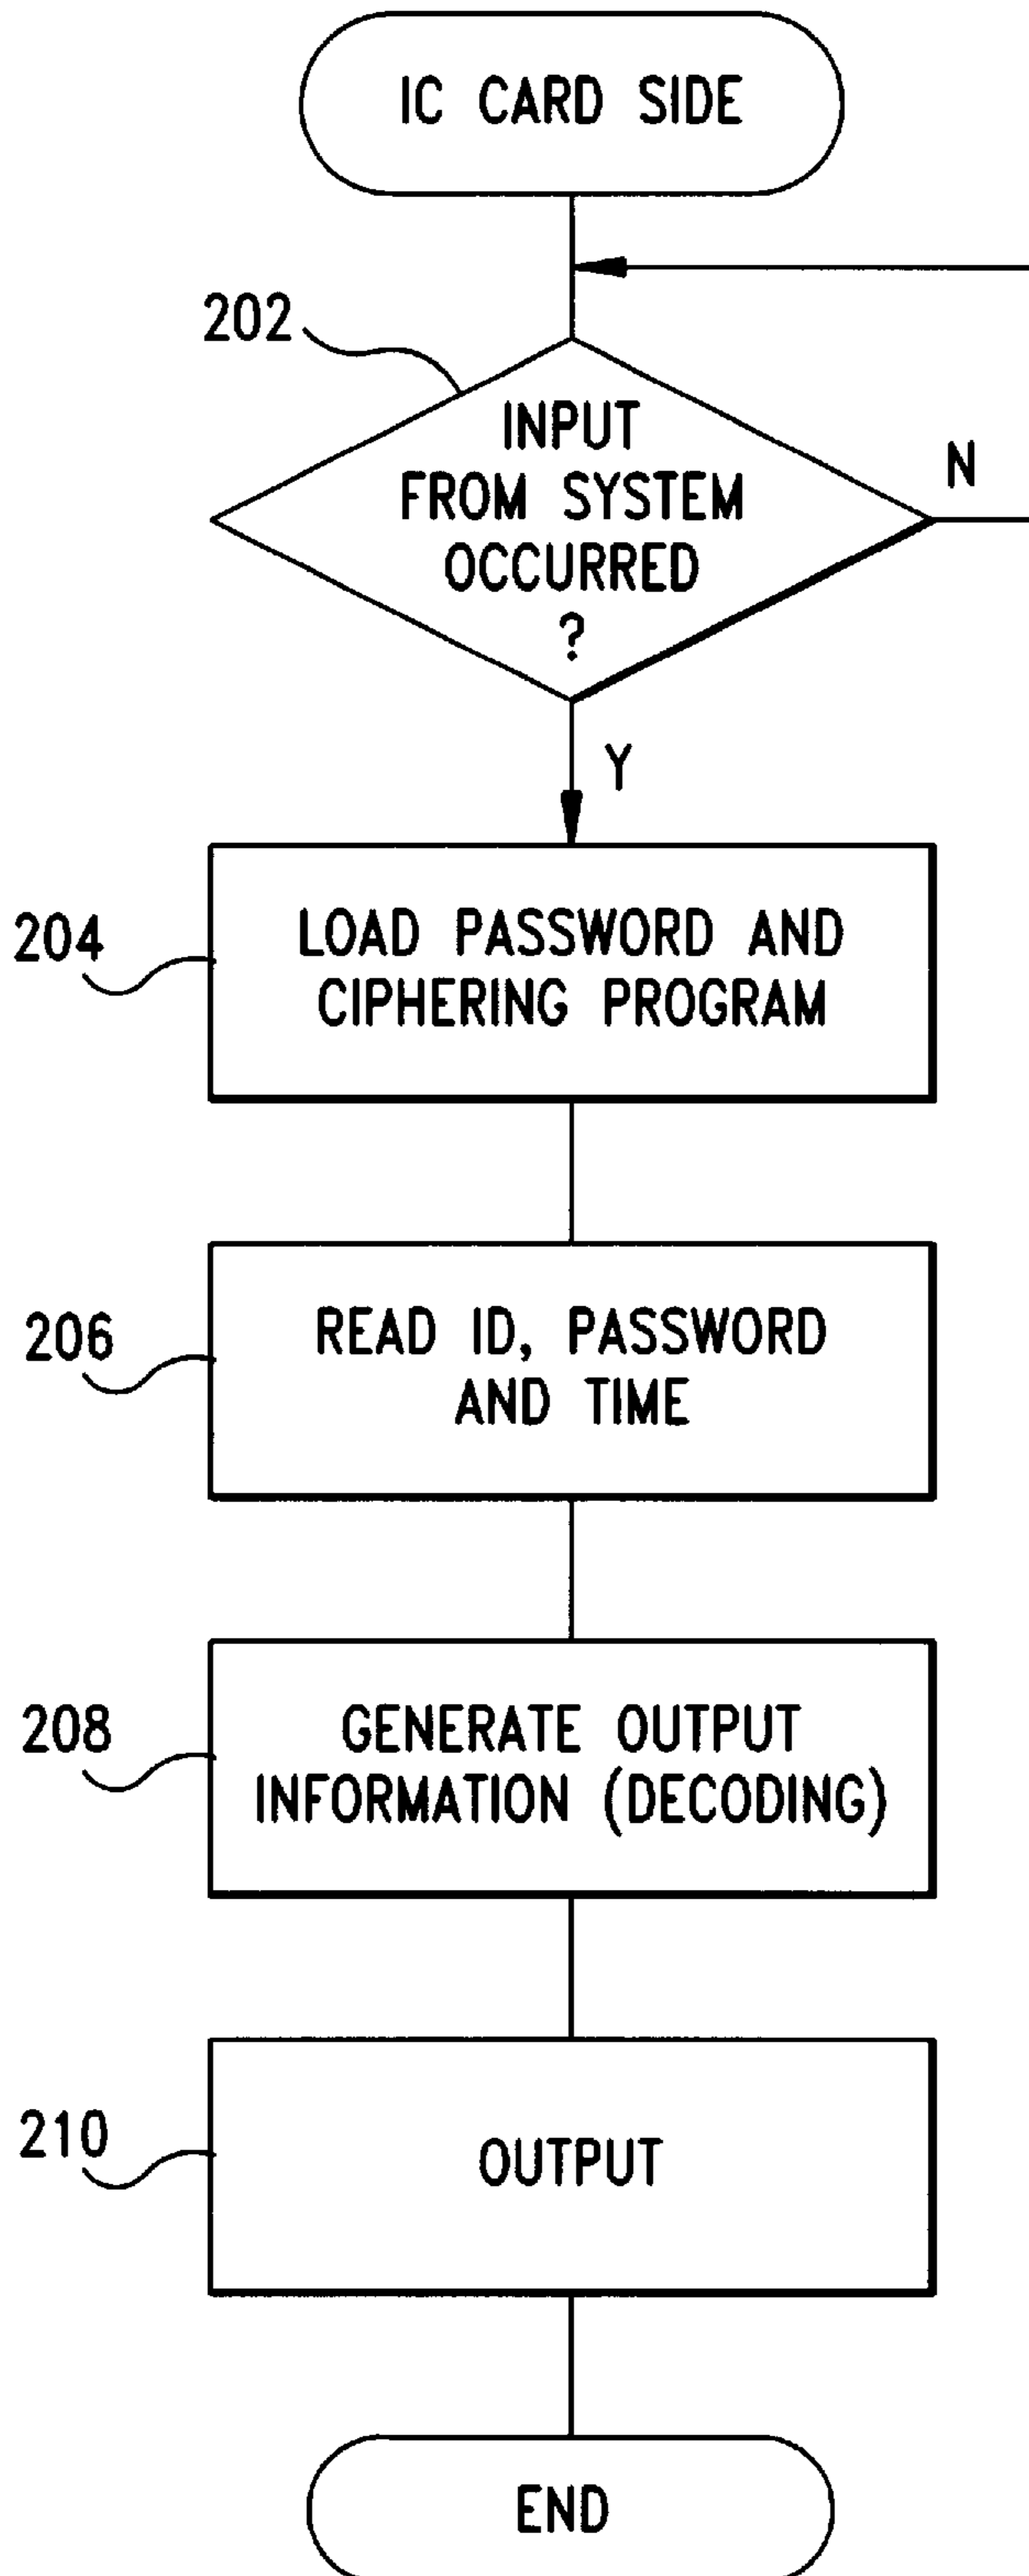 IC CARD SIDE
202
INPUT
FROM SYSTEM
OCCURRED
?
N
Y
204
LOAD PASSWORD AND
CIPHERING PROGRAM
206
READ ID, PASSWORD
AND TIME
208
GENERATE OUTPUT
INFORMATION (DECODING)
210
OUTPUT
END